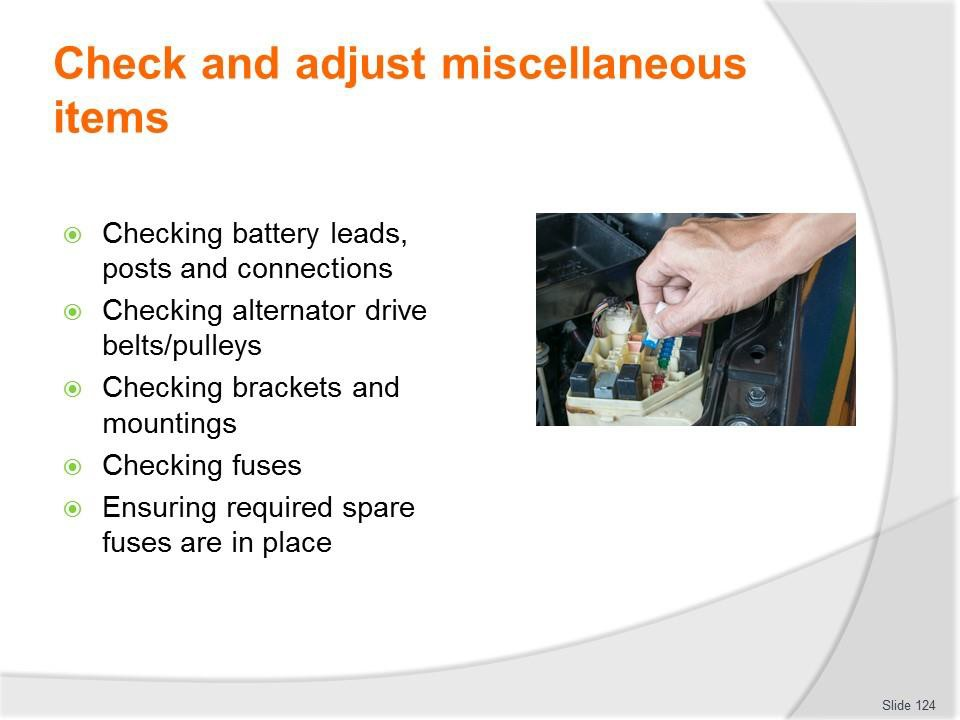 Check and adjust miscellaneous
items
Checking battery leads,
posts and connections
Checking alternator drive
belts/pulleys
Checking brackets and
mountings
Checking fuses
Ensuring required spare
fuses are in place
Slide 124